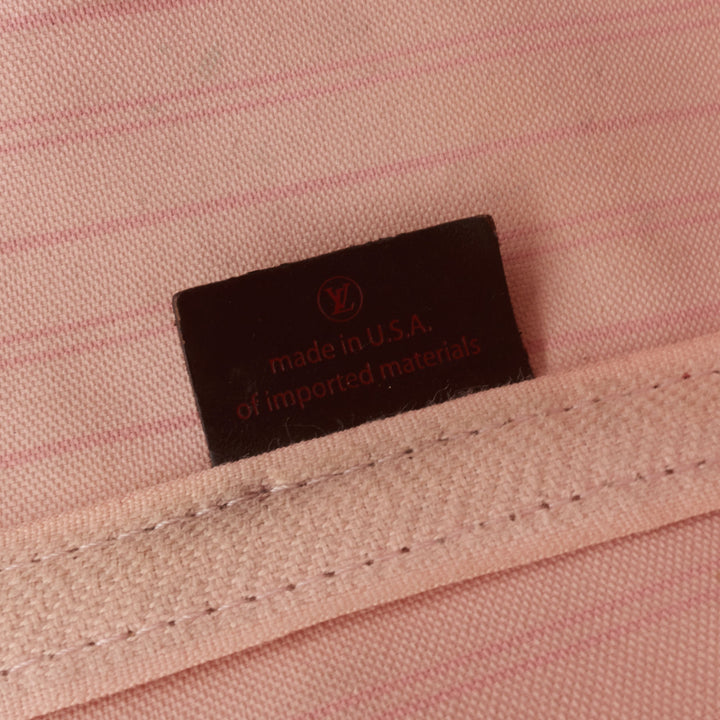 LV
made in U.S.A.
of imported materials